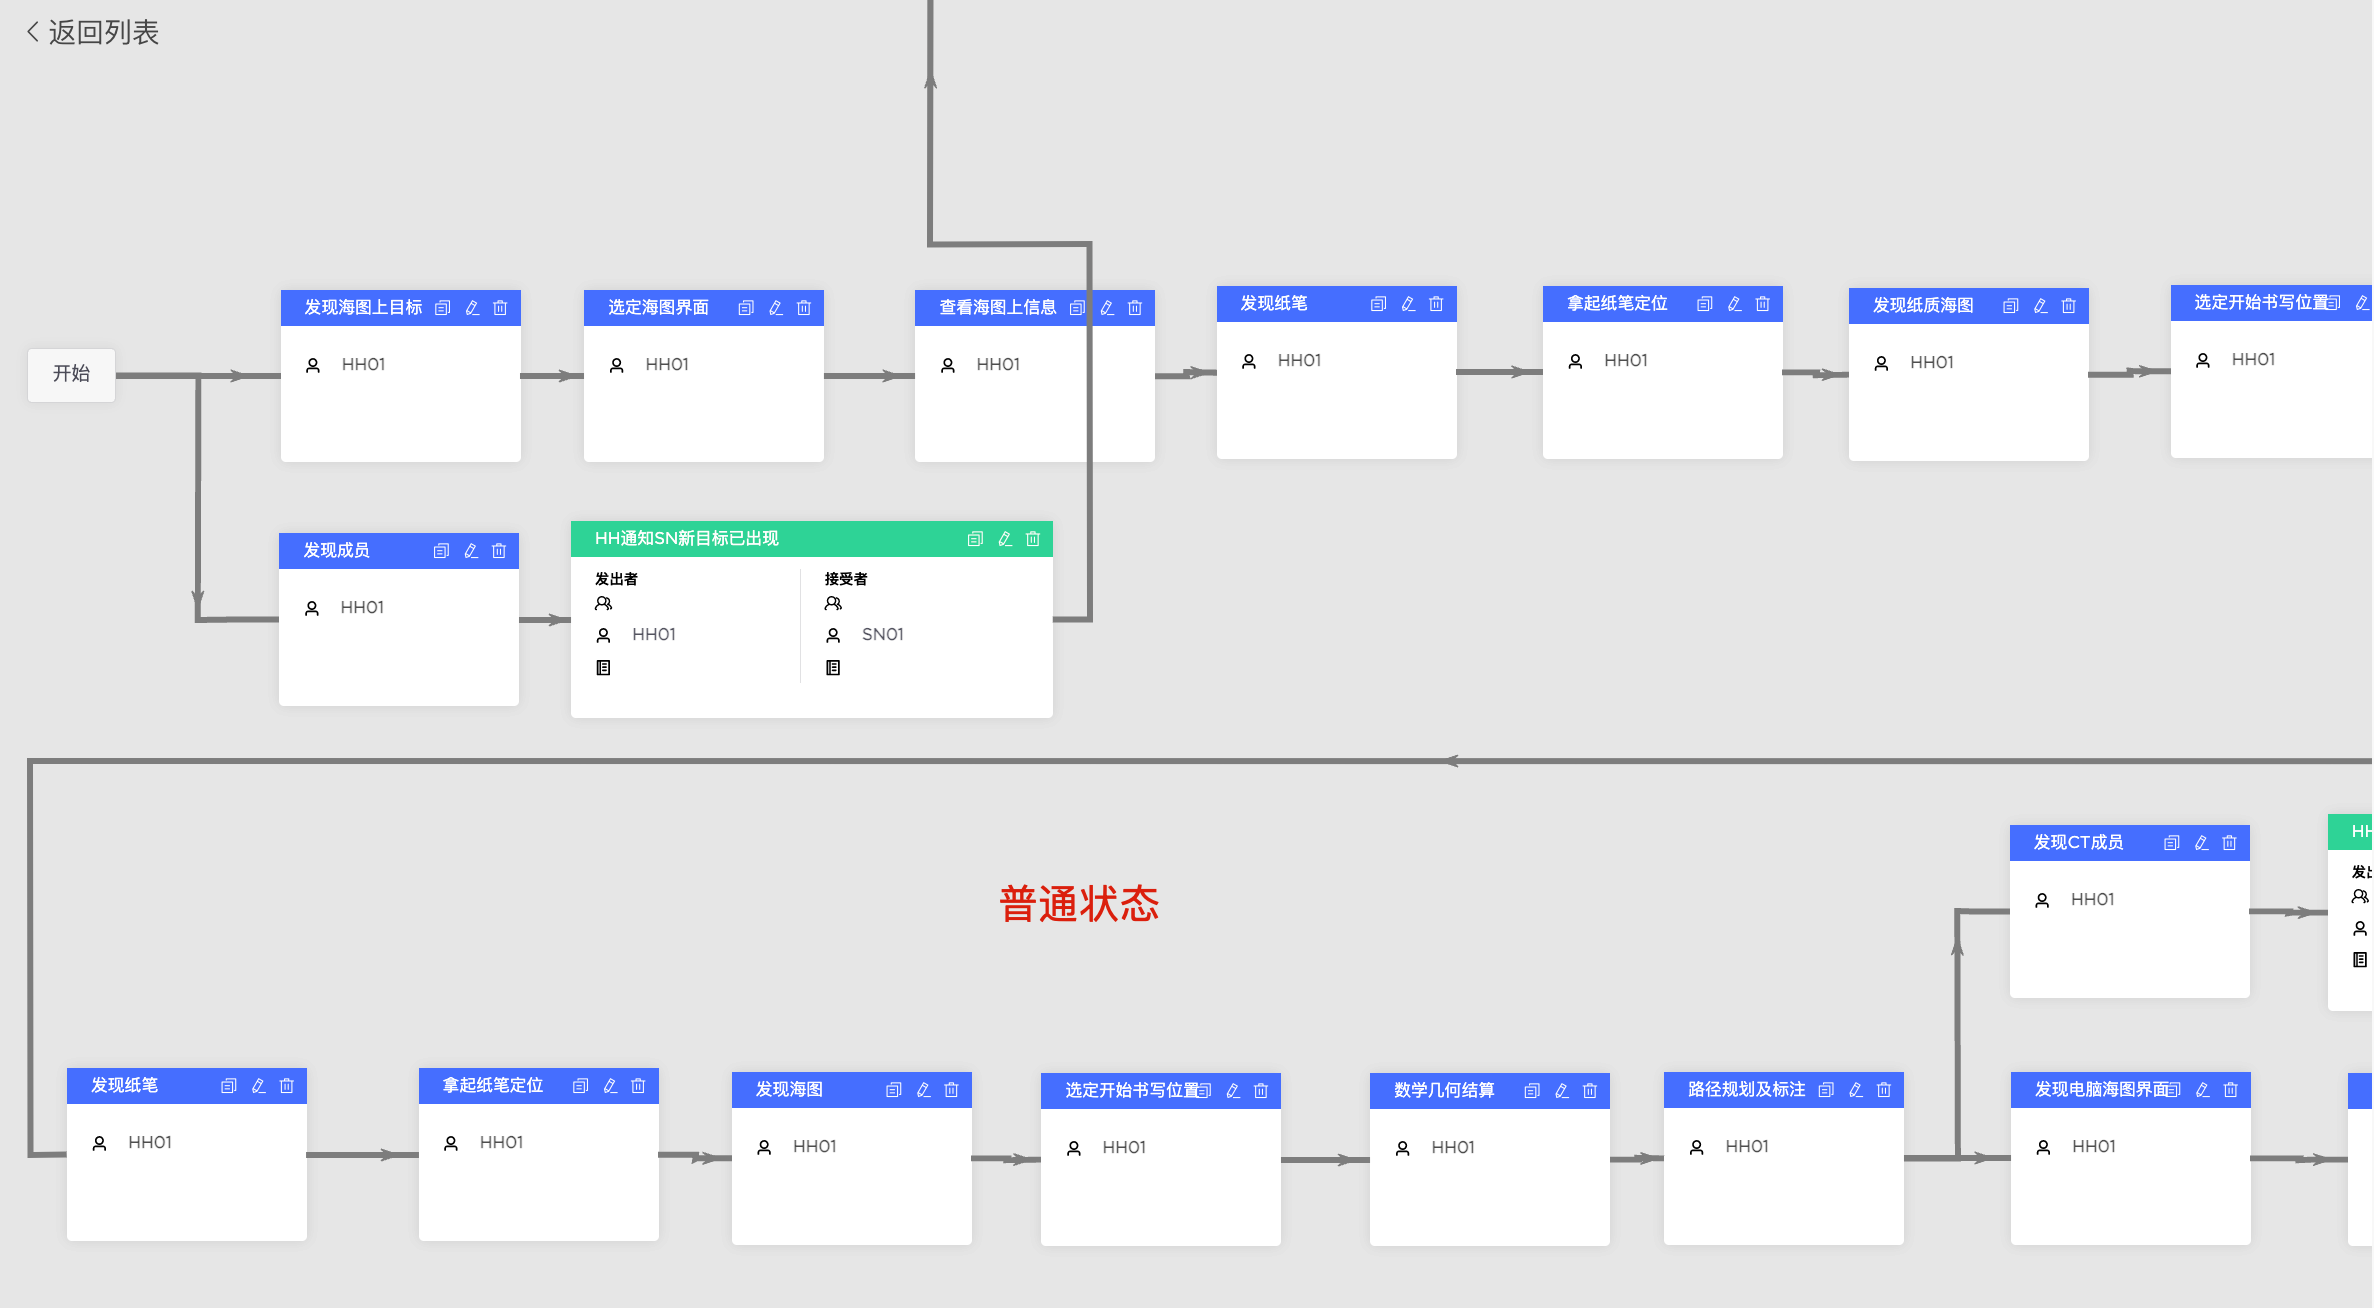 返回列表
开始
发现海图上目标
HH01
选定海图界面
HH01
查看海图上信息
HH01
发现纸笔
HH01
拿起纸笔定位
HH01
发现纸质海图
HH01
选定开始书写位置
HH01
发现成员
HH01
HH通知SN新目标已出现
发出者
HH01
接受者
SN01
普通状态
发现CT成员
HH01
HH
发出
发现纸笔
HH01
拿起纸笔定位
HH01
发现海图
HH01
选定开始书写位置
HH01
数学几何结算
HH01
路径规划及标注
HH01
发现电脑海图界面
HH01